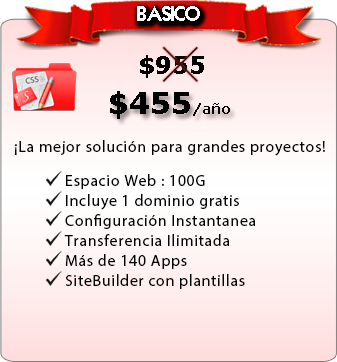 BASICO
$955
$455/año
CSS
¡La mejor solución para grandes proyectos!
Espacio Web : 100G
Incluye 1 dominio gratis
Configuración Instantanea
Transferencia Ilimitada
Más de 140 Apps
SiteBuilder con plantillas